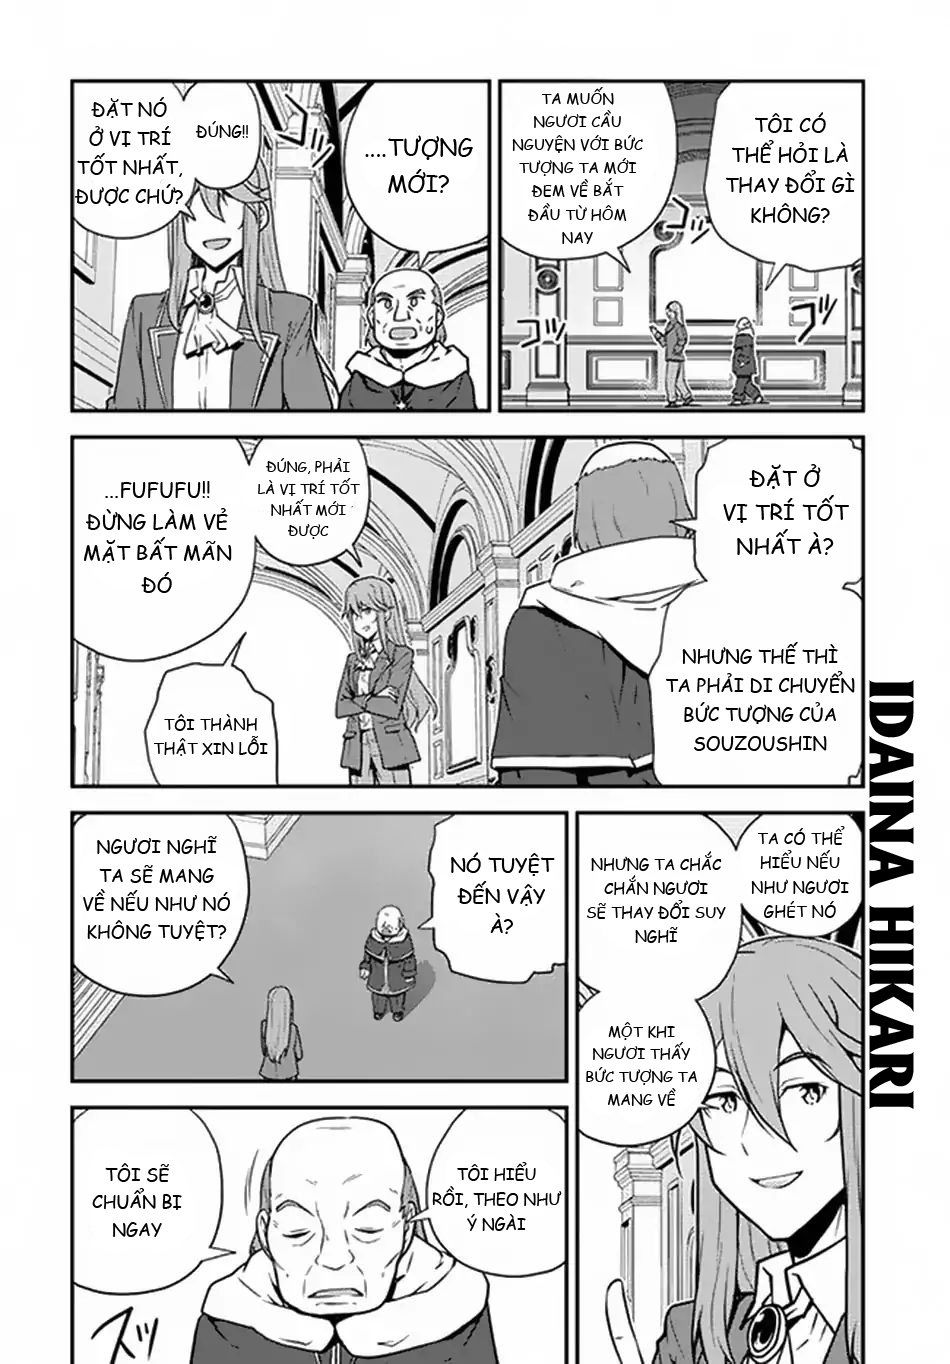 TÔI CÓ
THỂ HỎI LÀ
THAY ĐỔI GÌ
KHÔNG?
TA MUỐN
NGƯƠI CẦU
NGUYỆN VỚI BỨC
TƯỢNG TA MỚI
ĐEM VỀ BẮT
ĐẦU TỪ HÔM
NAY
コツ
コツ
....TƯỢNG
MỚI?
ĐÚNG!!
ĐẶT NÓ
Ở VỊ TRÍ
TỐT NHẤT,
ĐƯỢC CHỨ?
ĐẶT Ở
VỊ TRÍ TỐT
NHẤT À?
NHƯNG THẾ THÌ
TA PHẢI DI CHUYỂN
BỨC TƯỢNG CỦA
SOUZOUSHIN
ĐÚNG, PHẢI
LÀ VỊ TRÍ TỐT
NHẤT MỚI
ĐƯỢC
...FUFUFU!!
ĐỪNG LÀM VẺ
MẶT BẤT MÃN
ĐÓ
TÔI THÀNH
THẬT XIN LỖI
TA CÓ THỂ
HIỂU NẾU
NHƯ NGƯƠI
GHÉT NÓ
NHƯNG TA CHẮC
CHẮN NGƯƠI
SẼ THAY ĐỔI SUY
NGHĨ
MỘT KHI
NGƯƠI THẤY
BỨC TƯỢNG TA
MANG VỀ
NÓ TUYỆT
ĐẾN VẬY
À?
NGƯƠI NGHĨ
TA SẼ MANG
VỀ NẾU NHƯ NÓ
KHÔNG TUYỆT?
TÔI HIỂU
RỒI, THEO NHƯ
Ý NGÀI
TÔI SẼ
CHUẨN BỊ
NGAY
スッ
IDAINA HIKARI